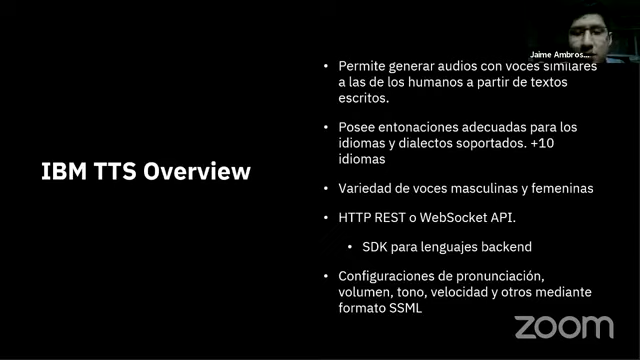 Jaime Ambros...
IBM TTS Overview
• Permite generar audios con voces similares
a las de los humanos a partir de textos
escritos.
• Posee entonaciones adecuadas para los
idiomas y dialectos soportados. +10
idiomas
• Variedad de voces masculinas y femeninas
• HTTP REST o WebSocket API.
• SDK para lenguajes backend
• Configuraciones de pronunciación,
volumen, tono, velocidad y otros mediante
formato SSML
zoom